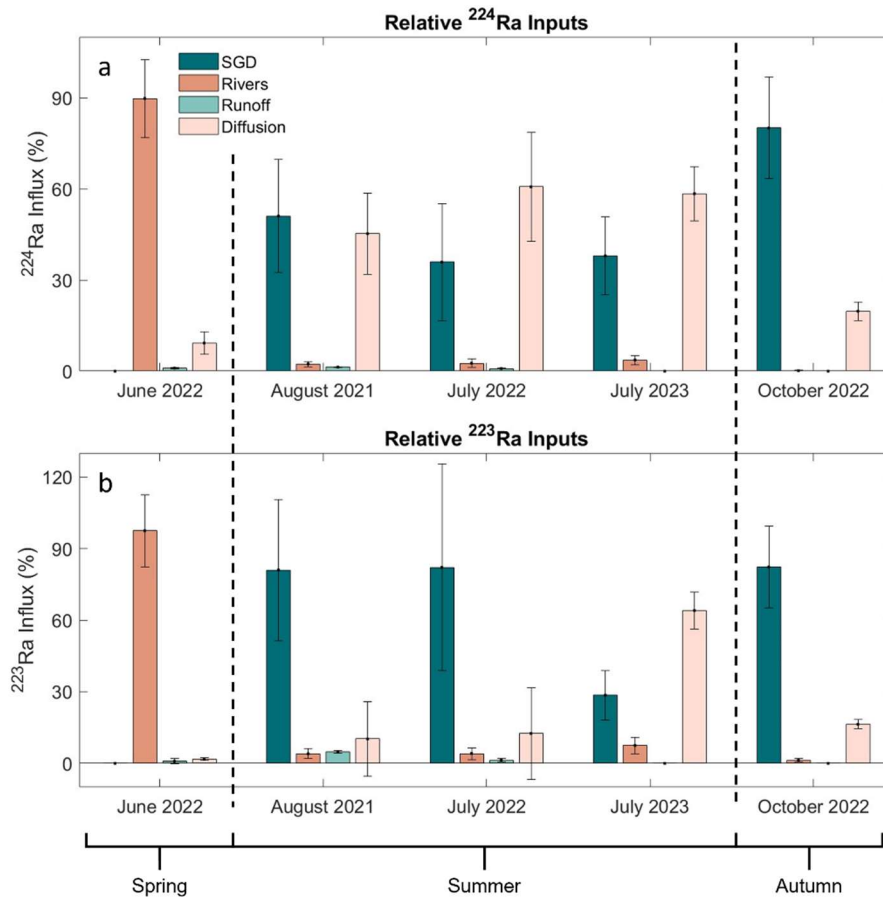 Relative ²²⁴Ra Inputs
a
SGD
Rivers
Runoff
Diffusion
²²⁴Ra Influx (%)
90
60
30
0
June 2022 August 2021 July 2022 July 2023 October 2022
Relative ²²³Ra Inputs
b
²²³Ra Influx (%)
120
90
60
30
0
June 2022 August 2021 July 2022 July 2023 October 2022
Spring Summer Autumn